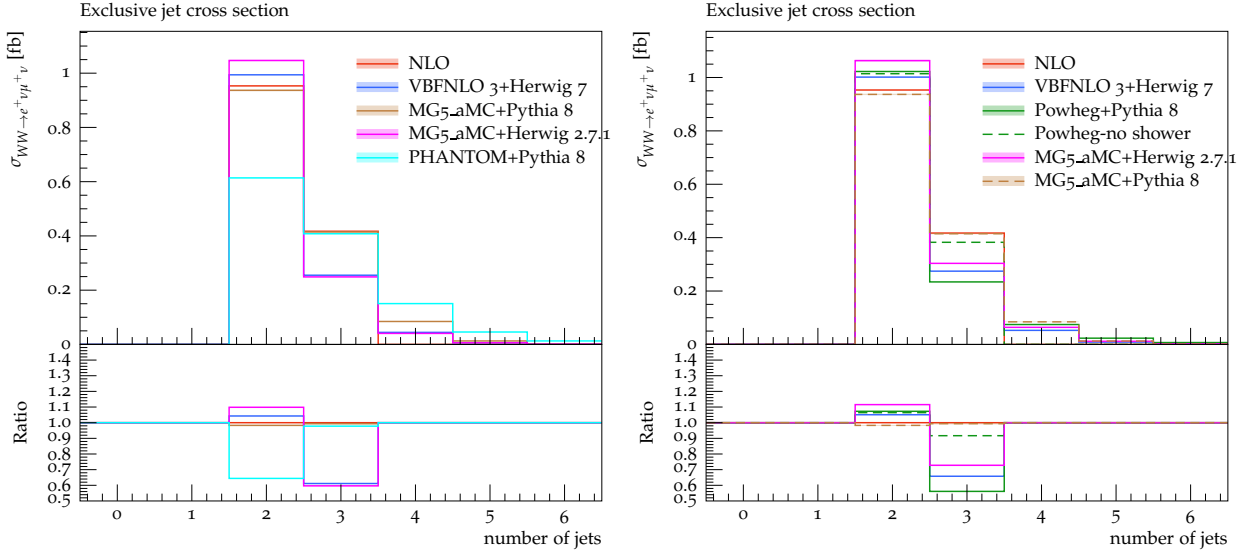 Exclusive jet cross section
σWW→e+νμ+ν [fb]
1
0.8
0.6
0.4
0.2
0
NLO
VBFNLO 3+Herwig 7
MG5_aMC+Pythia 8
MG5_aMC+Herwig 2.7.1
PHANTOM+Pythia 8
Ratio
1.4
1.3
1.2
1.1
1.0
0.9
0.8
0.7
0.6
0.5
0 1 2 3 4 5 6
number of jets
Exclusive jet cross section
σWW→e+νμ+ν [fb]
1
0.8
0.6
0.4
0.2
0
NLO
VBFNLO 3+Herwig 7
Powheg+Pythia 8
Powheg-no shower
MG5_aMC+Herwig 2.7.1
MG5_aMC+Pythia 8
Ratio
1.4
1.3
1.2
1.1
1.0
0.9
0.8
0.7
0.6
0.5
0 1 2 3 4 5 6
number of jets